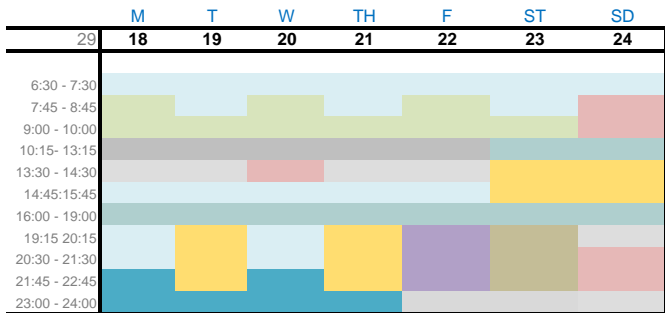 M T W TH F ST SD
29 18 19 20 21 22 23 24
6:30 - 7:30
7:45 - 8:45
9:00 - 10:00
10:15- 13:15
13:30 - 14:30
14:45:15:45
16:00 - 19:00
19:15 20:15
20:30 - 21:30
21:45 - 22:45
23:00 - 24:00